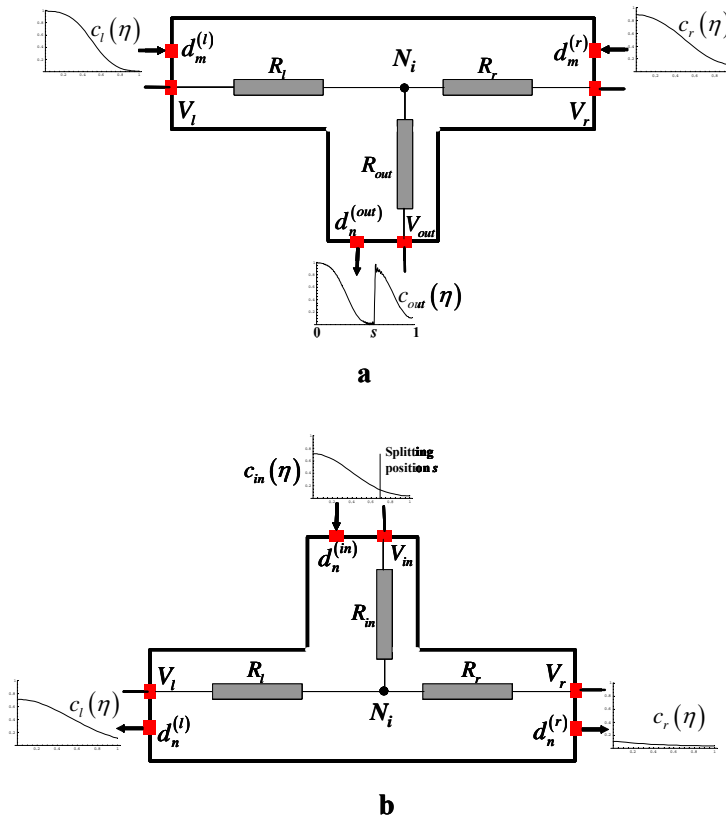 c_l(η)
d_m^(l)
R_l
N_i
R_r
d_m^(r)
c_r(η)
V_l
V_r
R_out
d_n^(out)
V_out
c_out(η)
0 s 1
a
c_in(η)
Splitting
position s
d_n^(in)
V_in
R_in
V_l
R_l
R_r
V_r
c_l(η)
N_i
c_r(η)
d_n^(l)
d_n^(r)
b